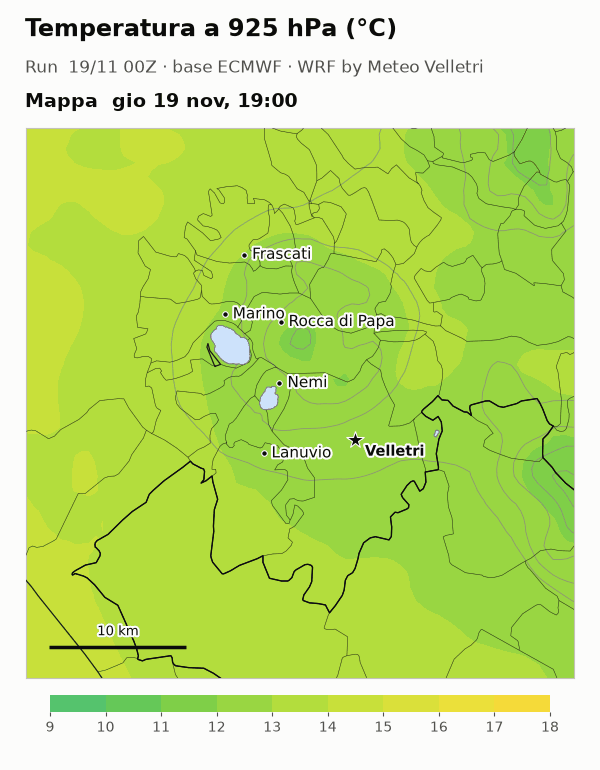 Temperatura a 925 hPa (°C)
Run  19/11 00Z · base ECMWF · WRF by Meteo Velletri
Mappa  gio 19 nov, 19:00
Frascati
Marino
Rocca di Papa
Nemi
Velletri
Lanuvio
10 km
9 10 11 12 13 14 15 16 17 18